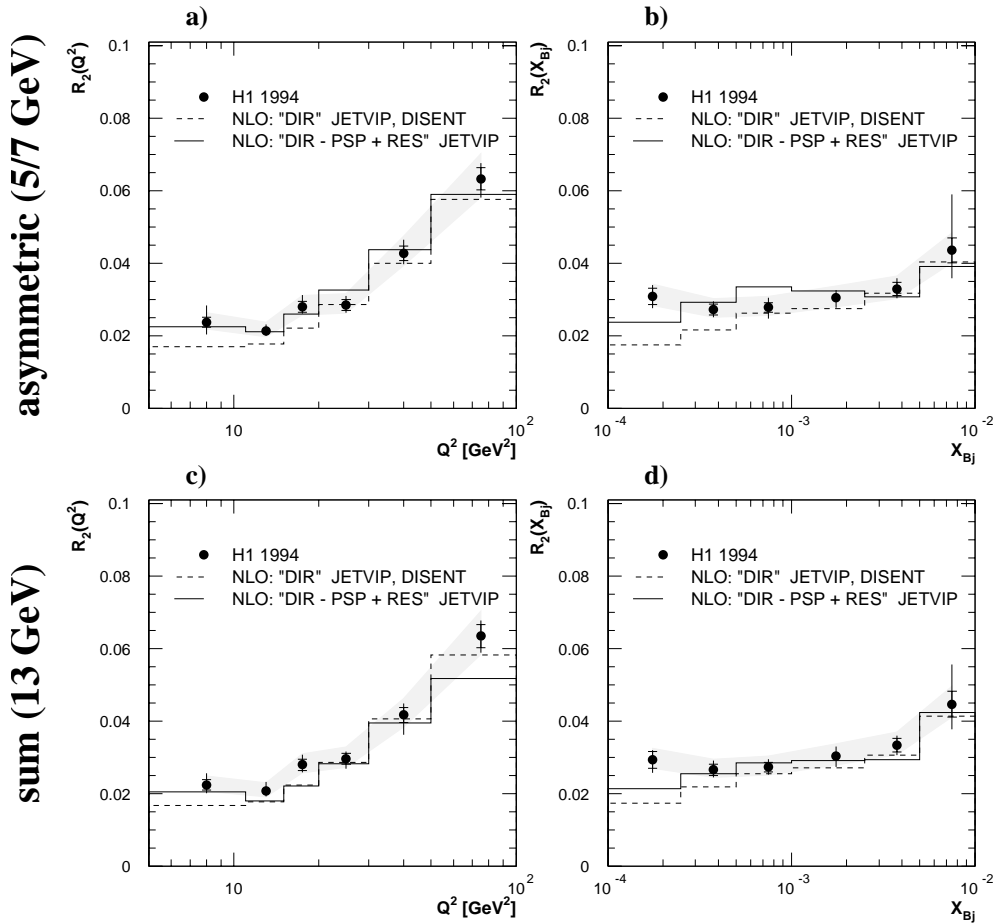 asymmetric (5/7 GeV)
a)
R2(Q2)
0.1
0.08
0.06
0.04
0.02
0
H1 1994
NLO: "DIR" JETVIP, DISENT
NLO: "DIR - PSP + RES" JETVIP
10
10^2
Q^2 [GeV^2]
b)
R2(XBj)
0.1
0.08
0.06
0.04
0.02
0
H1 1994
NLO: "DIR" JETVIP, DISENT
NLO: "DIR - PSP + RES" JETVIP
10^-4
10^-3
10^-2
XBj
sum (13 GeV)
c)
R2(Q2)
0.1
0.08
0.06
0.04
0.02
0
H1 1994
NLO: "DIR" JETVIP, DISENT
NLO: "DIR - PSP + RES" JETVIP
10
10^2
Q^2 [GeV^2]
d)
R2(XBj)
0.1
0.08
0.06
0.04
0.02
0
H1 1994
NLO: "DIR" JETVIP, DISENT
NLO: "DIR - PSP + RES" JETVIP
10^-4
10^-3
10^-2
XBj